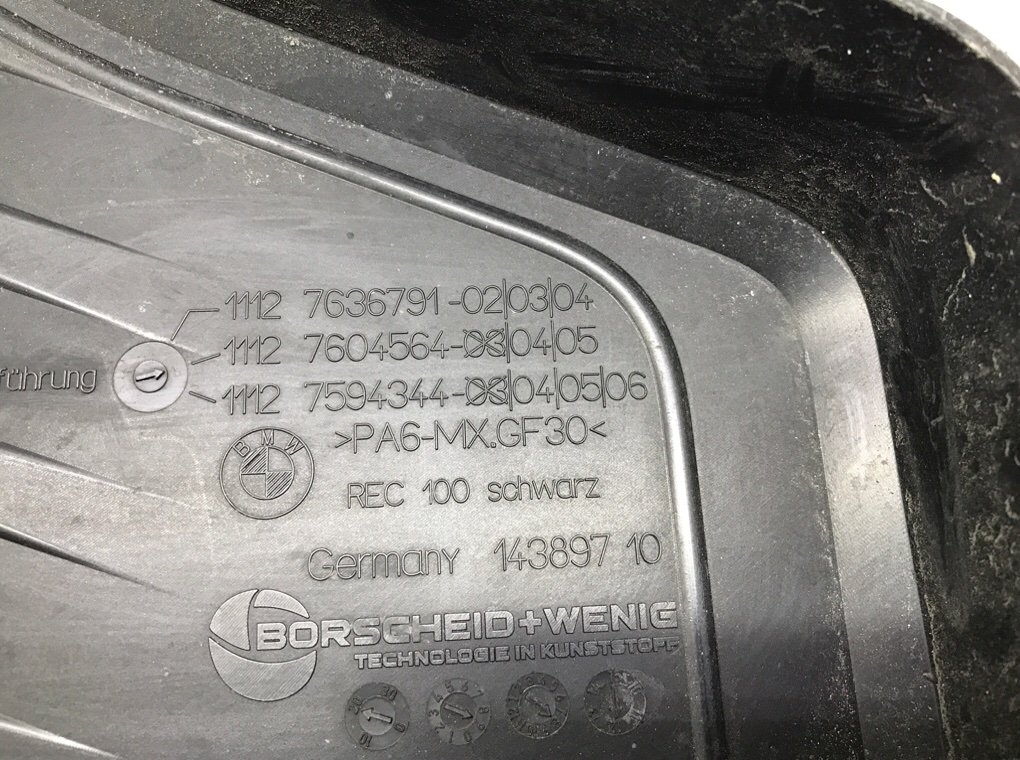 1112 7636791-02|03|04
1112 7604564-03|04|05
führung
1112 7594344-03|04|05|06
>PA6-MX.GF30<
BMW
REC 100 schwarz
Germany 143897 10
BORSCHEID+WENIG
TECHNOLOGIE IN KUNSTSTOFF